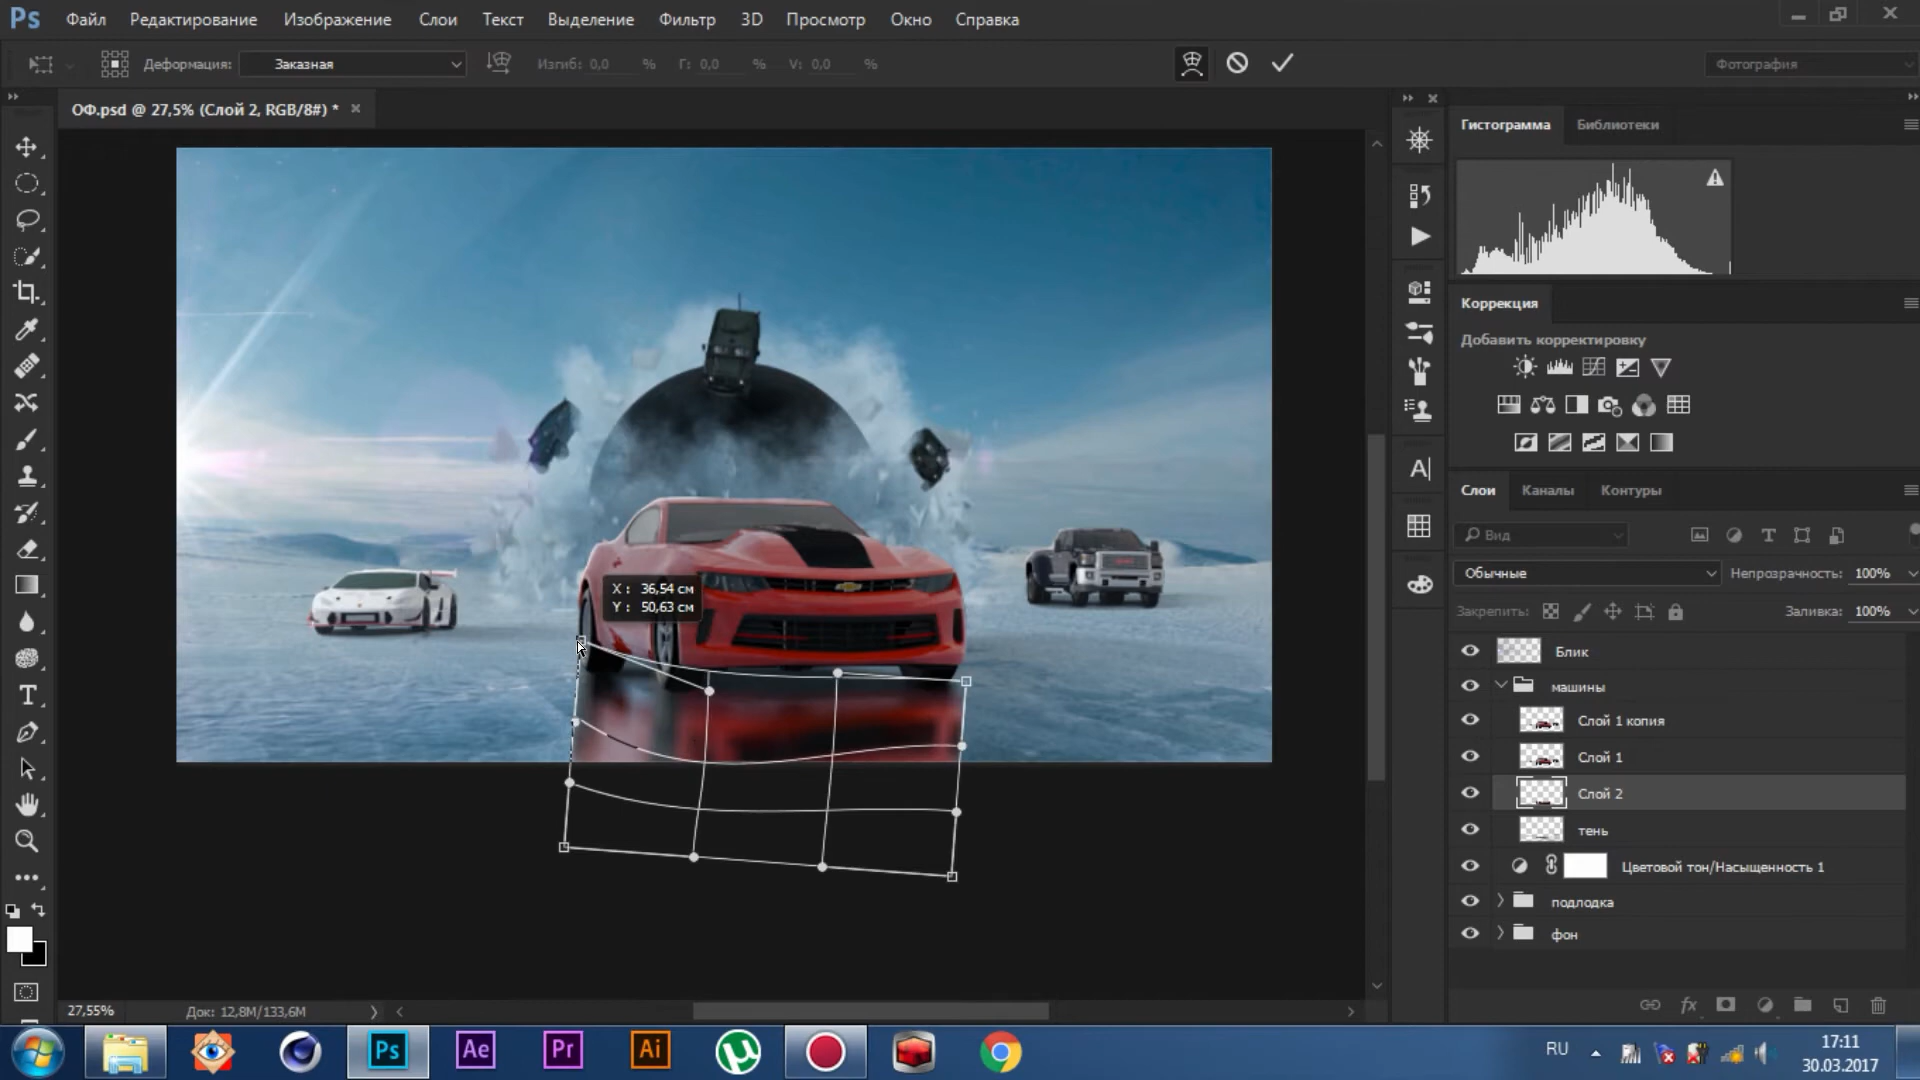 Ps Файл Редактирование Изображение Слои Текст Выделение Фильтр 3D Просмотр Окно Справка
Деформация: Заказная Изгиб: 0,0 % Г: 0,0 % V: 0,0 % Фотография
ОФ.psd @ 27,5% (Слой 2, RGB/8#) *
Гистограмма Библиотеки
Коррекция
Добавить корректировку
X : 36,54 см
Y : 50,63 см
Слои Каналы Контуры
Вид
Обычные Непрозрачность: 100%
Закрепить: Заливка: 100%
Блик
машины
Слой 1 копия
Слой 1
Слой 2
тень
Цветовой тон/Насыщенность 1
подлодка
фон
27,55% Док: 12,8M/133,6M
Ps Ae Pr Ai
RU
17:11
30.03.2017